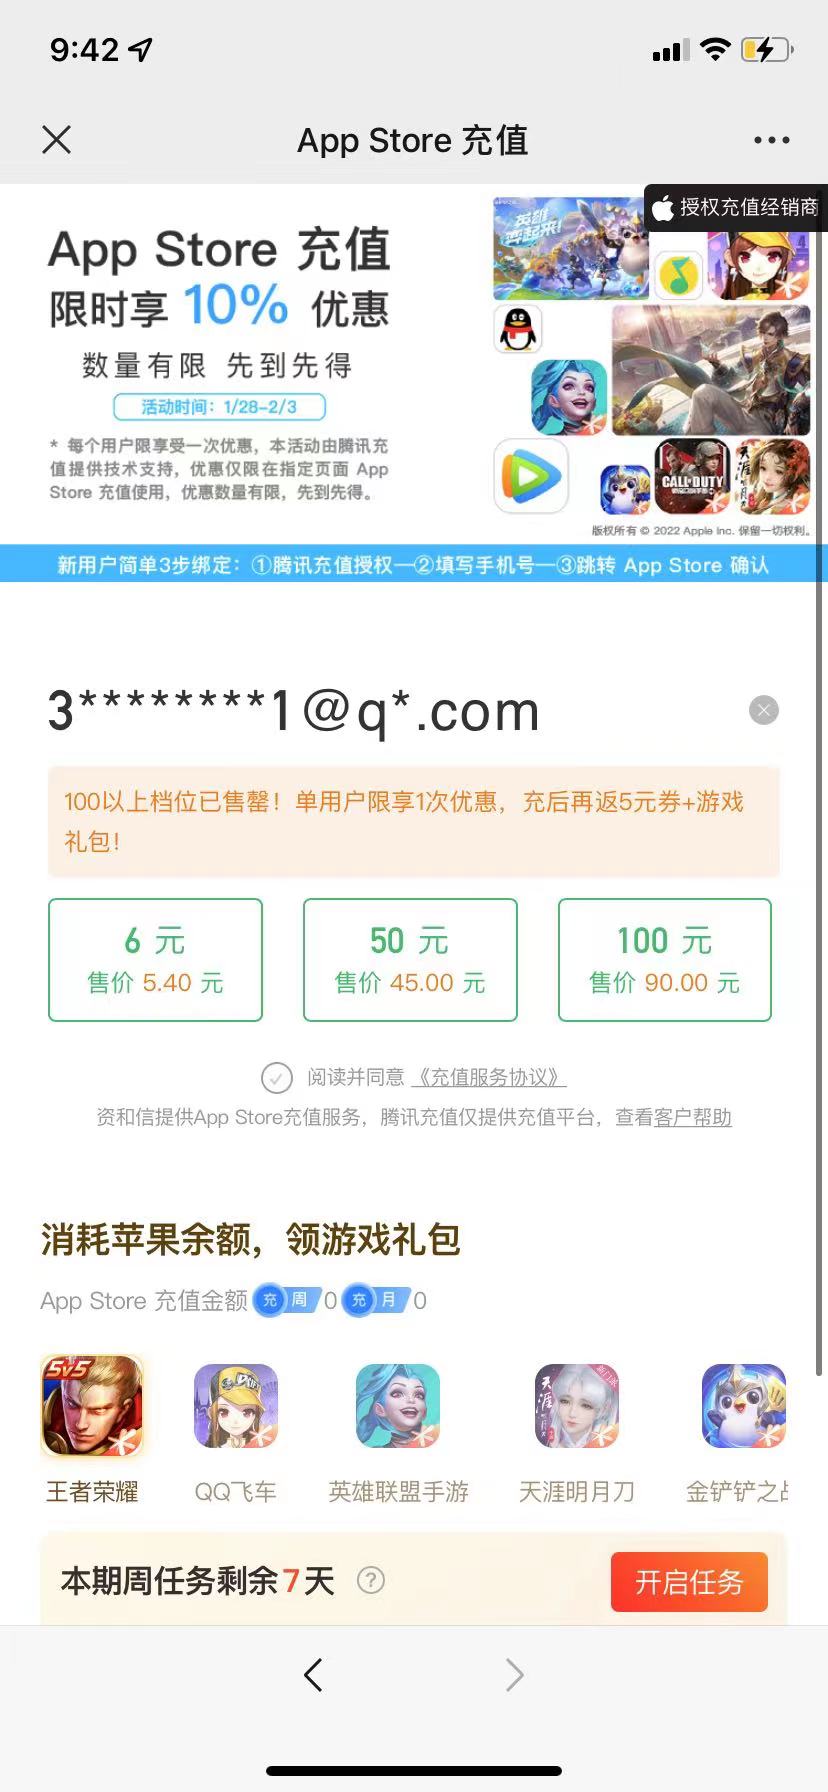 9:42
App Store 充值
授权充值经销商
App Store 充值
限时享 10% 优惠
数量有限 先到先得
活动时间：1/28-2/3
* 每个用户限享受一次优惠，本活动由腾讯充
值提供技术支持，优惠仅限在指定页面 App
Store 充值使用，优惠数量有限，先到先得。
英雄
弈起来!
CALL·DUTY
天涯明月刀
版权所有 © 2022 Apple Inc. 保留一切权利。
新用户简单3步绑定：①腾讯充值授权—②填写手机号—③跳转 App Store 确认
3********1@q*.com
100以上档位已售罄！单用户限享1次优惠，充后再返5元券+游戏
礼包！
6 元
售价 5.40 元
50 元
售价 45.00 元
100 元
售价 90.00 元
阅读并同意《充值服务协议》
资和信提供App Store充值服务，腾讯充值仅提供充值平台，查看客户帮助
消耗苹果余额，领游戏礼包
App Store 充值金额 充 周 0 充 月 0
5v5
天涯明月刀
新门派
王者荣耀
QQ飞车
英雄联盟手游
天涯明月刀
金铲铲之
本期周任务剩余7天 ?
开启任务